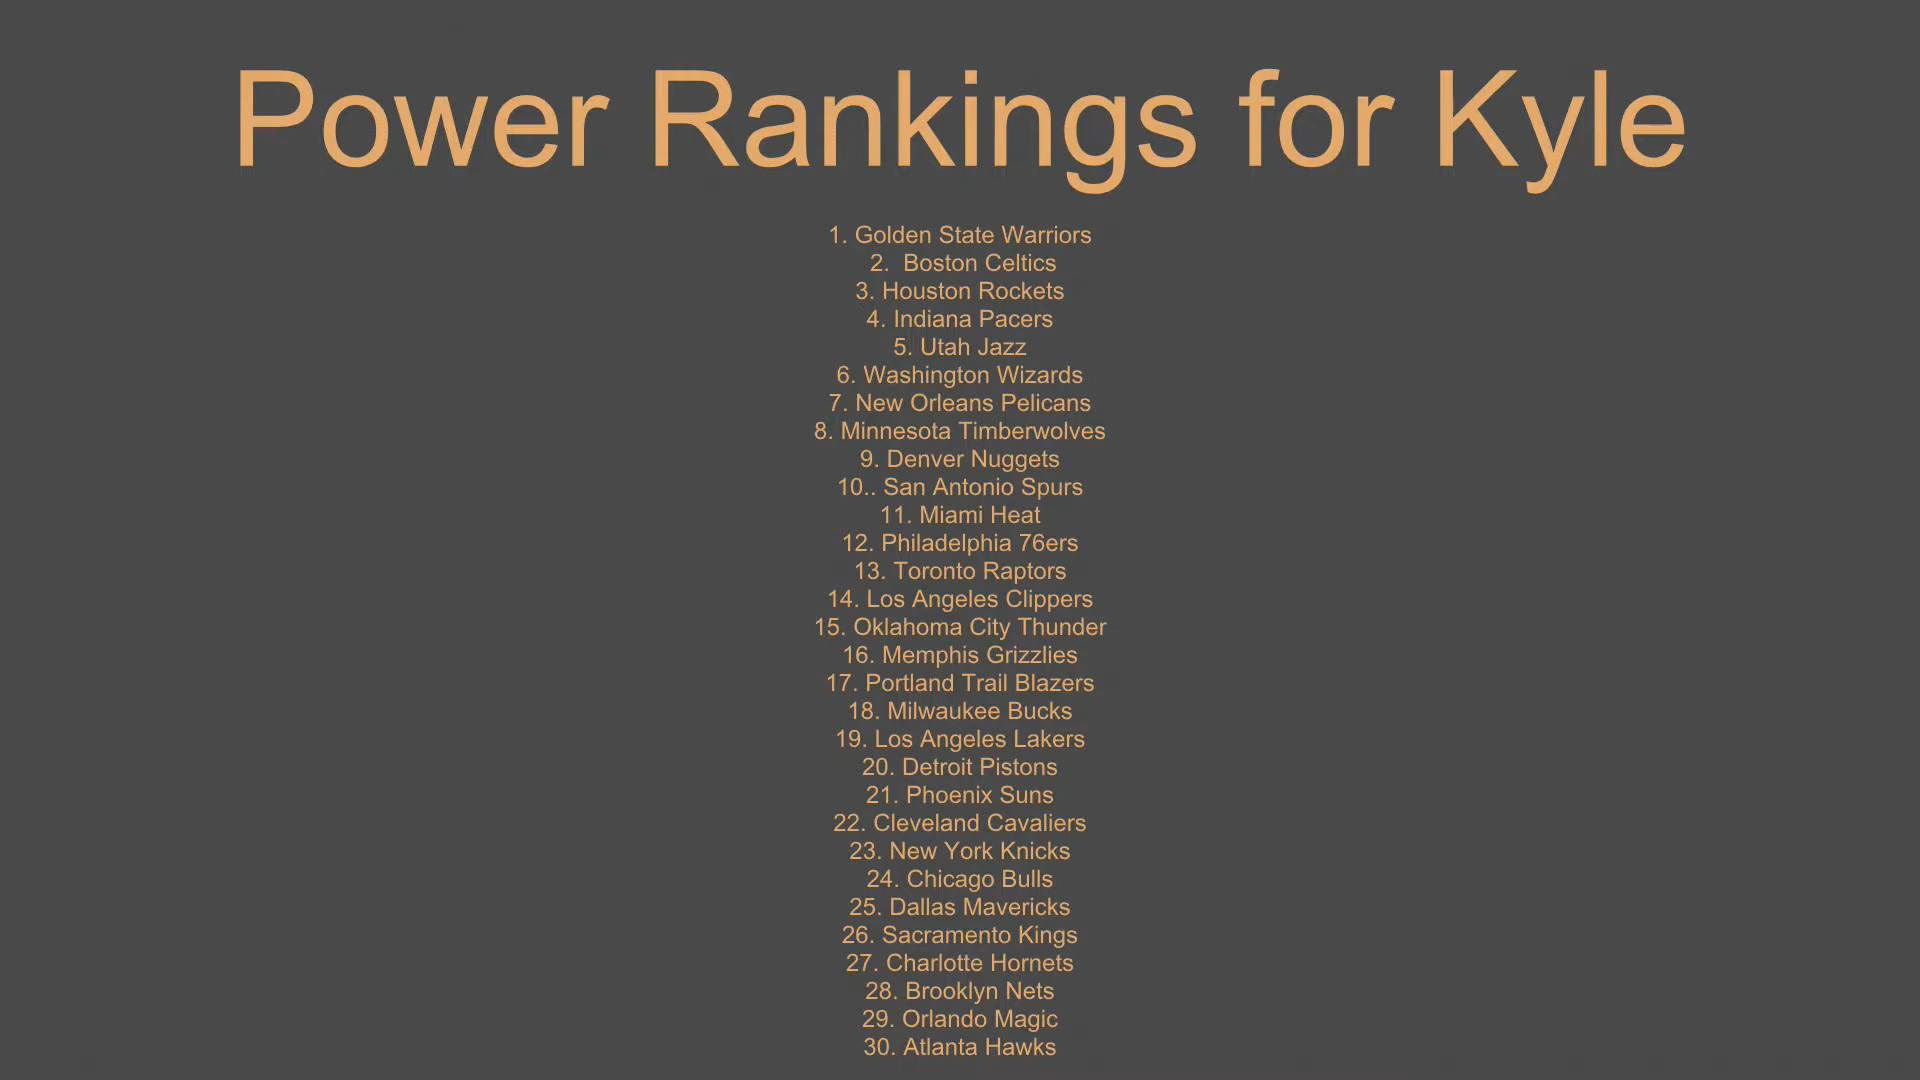 Power Rankings for Kyle
1. Golden State Warriors
2.  Boston Celtics
3. Houston Rockets
4. Indiana Pacers
5. Utah Jazz
6. Washington Wizards
7. New Orleans Pelicans
8. Minnesota Timberwolves
9. Denver Nuggets
10.. San Antonio Spurs
11. Miami Heat
12. Philadelphia 76ers
13. Toronto Raptors
14. Los Angeles Clippers
15. Oklahoma City Thunder
16. Memphis Grizzlies
17. Portland Trail Blazers
18. Milwaukee Bucks
19. Los Angeles Lakers
20. Detroit Pistons
21. Phoenix Suns
22. Cleveland Cavaliers
23. New York Knicks
24. Chicago Bulls
25. Dallas Mavericks
26. Sacramento Kings
27. Charlotte Hornets
28. Brooklyn Nets
29. Orlando Magic
30. Atlanta Hawks